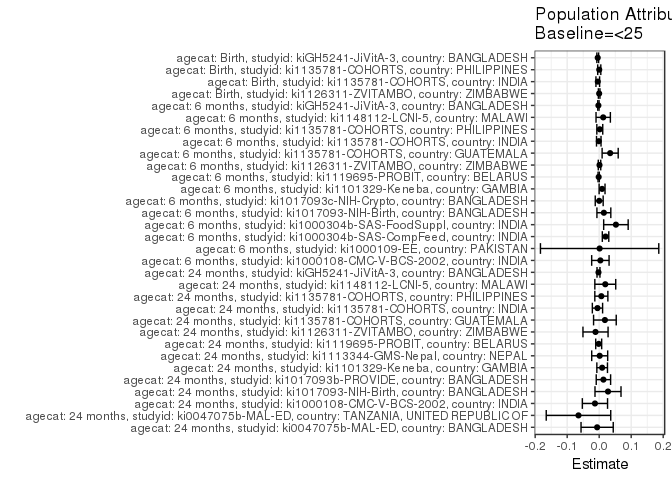 Population Attribu
Baseline=<25
agecat: Birth, studyid: kiGH5241-JiVitA-3, country: BANGLADESH
agecat: Birth, studyid: ki1135781-COHORTS, country: PHILIPPINES
agecat: Birth, studyid: ki1135781-COHORTS, country: INDIA
agecat: Birth, studyid: ki1126311-ZVITAMBO, country: ZIMBABWE
agecat: 6 months, studyid: kiGH5241-JiVitA-3, country: BANGLADESH
agecat: 6 months, studyid: ki1148112-LCNI-5, country: MALAWI
agecat: 6 months, studyid: ki1135781-COHORTS, country: PHILIPPINES
agecat: 6 months, studyid: ki1135781-COHORTS, country: INDIA
agecat: 6 months, studyid: ki1135781-COHORTS, country: GUATEMALA
agecat: 6 months, studyid: ki1126311-ZVITAMBO, country: ZIMBABWE
agecat: 6 months, studyid: ki1119695-PROBIT, country: BELARUS
agecat: 6 months, studyid: ki1101329-Keneba, country: GAMBIA
agecat: 6 months, studyid: ki1017093c-NIH-Crypto, country: BANGLADESH
agecat: 6 months, studyid: ki1017093-NIH-Birth, country: BANGLADESH
agecat: 6 months, studyid: ki1000304b-SAS-FoodSuppl, country: INDIA
agecat: 6 months, studyid: ki1000304b-SAS-CompFeed, country: INDIA
agecat: 6 months, studyid: ki1000109-EE, country: PAKISTAN
agecat: 6 months, studyid: ki1000108-CMC-V-BCS-2002, country: INDIA
agecat: 24 months, studyid: kiGH5241-JiVitA-3, country: BANGLADESH
agecat: 24 months, studyid: ki1148112-LCNI-5, country: MALAWI
agecat: 24 months, studyid: ki1135781-COHORTS, country: PHILIPPINES
agecat: 24 months, studyid: ki1135781-COHORTS, country: INDIA
agecat: 24 months, studyid: ki1135781-COHORTS, country: GUATEMALA
agecat: 24 months, studyid: ki1126311-ZVITAMBO, country: ZIMBABWE
agecat: 24 months, studyid: ki1119695-PROBIT, country: BELARUS
agecat: 24 months, studyid: ki1113344-GMS-Nepal, country: NEPAL
agecat: 24 months, studyid: ki1101329-Keneba, country: GAMBIA
agecat: 24 months, studyid: ki1017093b-PROVIDE, country: BANGLADESH
agecat: 24 months, studyid: ki1017093-NIH-Birth, country: BANGLADESH
agecat: 24 months, studyid: ki1000108-CMC-V-BCS-2002, country: INDIA
agecat: 24 months, studyid: ki0047075b-MAL-ED, country: TANZANIA, UNITED REPUBLIC OF
agecat: 24 months, studyid: ki0047075b-MAL-ED, country: BANGLADESH
-0.2 -0.1 0.0 0.1 0.2
Estimate